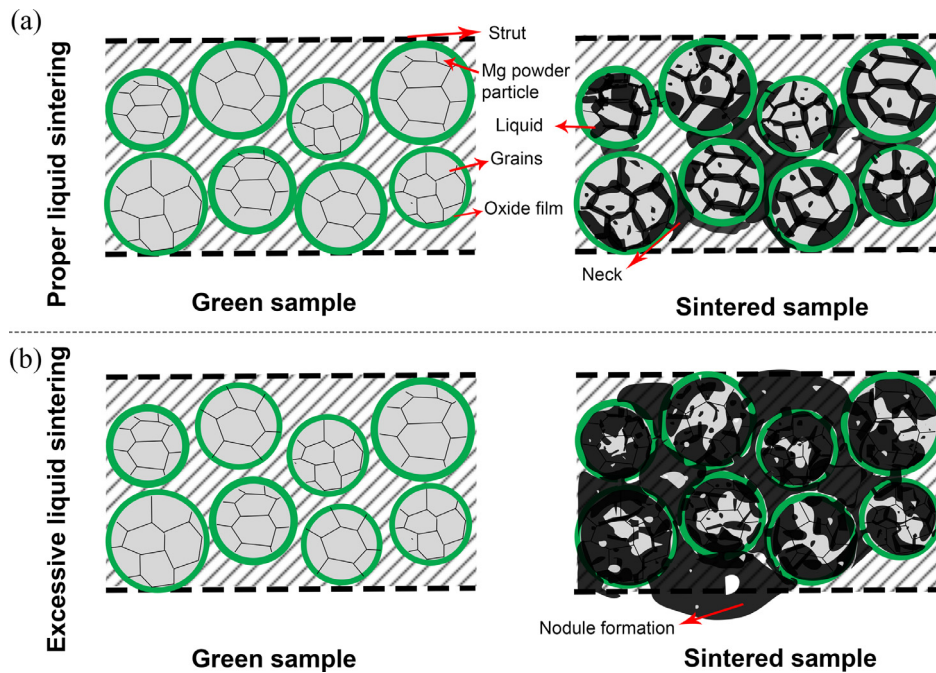 (a)
Proper liquid sintering
Strut
Mg powder
particle
Liquid
Grains
Oxide film
Neck
Green sample
Sintered sample
(b)
Excessive liquid sintering
Nodule formation
Green sample
Sintered sample